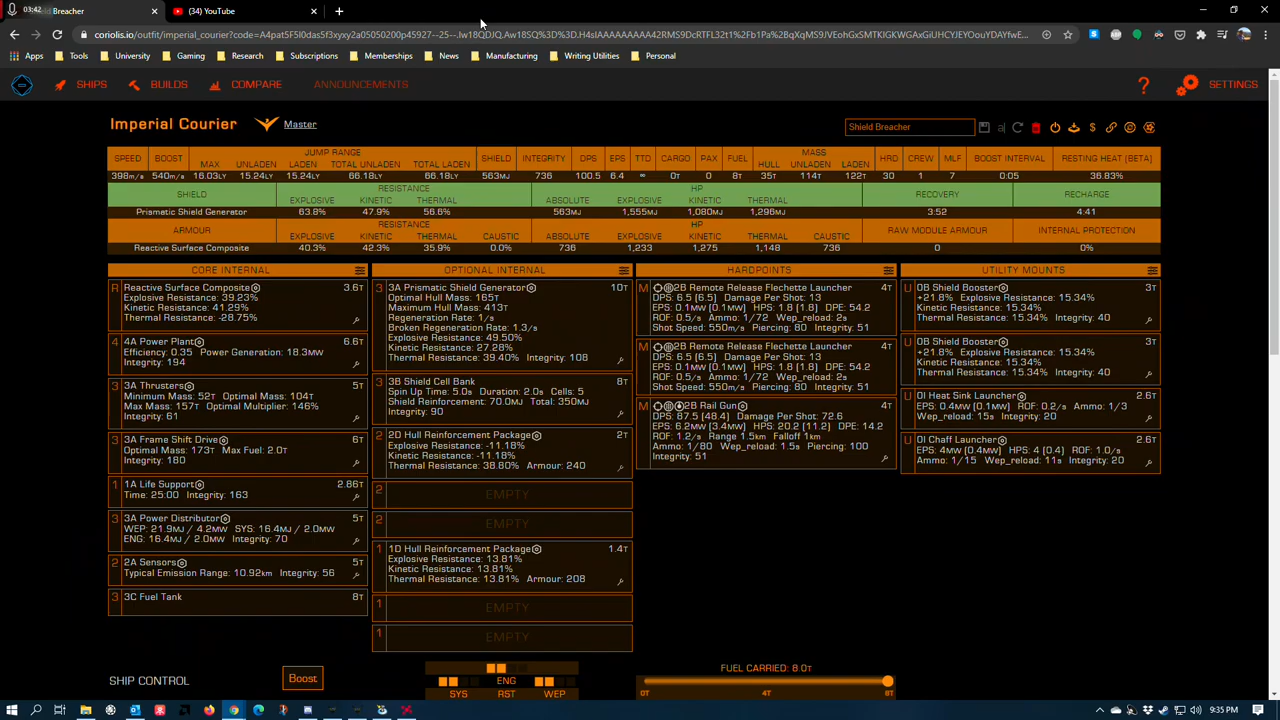 03:42 Breacher
(34) YouTube
coriolis.io/outfit/imperial_courier?code=
Apps Tools University Gaming Research Subscriptions Memberships News Manufacturing Writing Utilities Personal
SHIPS BUILDS COMPARE ANNOUNCEMENTS SETTINGS
Imperial Courier Master Shield Breacher
JUMP RANGE MASS
SPEED BOOST SHIELD INTEGRITY DPS EPS TTD CARGO PAX FUEL HRD CREW MLF BOOST INTERVAL RESTING HEAT (BETA)
MAX UNLADEN LADEN TOTAL UNLADEN TOTAL LADEN HULL UNLADEN LADEN
398m/s 540m/s 16.03LY 15.24LY 15.24LY 66.18LY 66.18LY 563MJ 736 100.5 6.4 ∞ 0T 0 8T 35T 114T 122T 30 1 7 0:05 36.83%
SHIELD RESISTANCE HP RECOVERY RECHARGE
EXPLOSIVE KINETIC THERMAL ABSOLUTE EXPLOSIVE KINETIC THERMAL
Prismatic Shield Generator 63.8% 47.9% 56.6% 563MJ 1,555MJ 1,080MJ 1,298MJ 3:52 4:41
ARMOUR RESISTANCE HP RAW MODULE ARMOUR INTERNAL PROTECTION
EXPLOSIVE KINETIC THERMAL CAUSTIC ABSOLUTE EXPLOSIVE KINETIC THERMAL CAUSTIC
Reactive Surface Composite 40.3% 42.3% 35.9% 0.0% 736 1,233 1,275 1,148 736 0 0%
CORE INTERNAL
R Reactive Surface Composite 3.6T
Explosive Resistance: 39.23%
Kinetic Resistance: 41.29%
Thermal Resistance: -28.75%
4 4A Power Plant 6.6T
Efficiency: 0.35 Power Generation: 18.3MW
Integrity: 194
3 3A Thrusters 5T
Minimum Mass: 52T Optimal Mass: 104T
Max Mass: 157T Optimal Multiplier: 146%
Integrity: 61
3 3A Frame Shift Drive 6T
Optimal Mass: 173T Max Fuel: 2.0T
Integrity: 180
1 1A Life Support 2.86T
Time: 25:00 Integrity: 163
3 3A Power Distributor 5T
WEP: 21.9MJ / 4.2MW SYS: 16.4MJ / 2.0MW
ENG: 16.4MJ / 2.0MW Integrity: 70
2 2A Sensors 5T
Typical Emission Range: 10.92km Integrity: 56
3 3C Fuel Tank 8T
OPTIONAL INTERNAL
3 3A Prismatic Shield Generator 10T
Optimal Hull Mass: 165T
Maximum Hull Mass: 413T
Regeneration Rate: 1/s
Broken Regeneration Rate: 1.3/s
Explosive Resistance: 49.50%
Kinetic Resistance: 27.28%
Thermal Resistance: 39.40% Integrity: 108
3 3B Shield Cell Bank 8T
Spin Up Time: 5.0s Duration: 2.0s Cells: 5
Shield Reinforcement: 70.0MJ Total: 350MJ
Integrity: 90
2 2D Hull Reinforcement Package 2T
Explosive Resistance: -11.18%
Kinetic Resistance: -11.18%
Thermal Resistance: 38.80% Armour: 240
2 EMPTY
2 EMPTY
1 1D Hull Reinforcement Package 1.4T
Explosive Resistance: 13.81%
Kinetic Resistance: 13.81%
Thermal Resistance: 13.81% Armour: 208
1 EMPTY
1 EMPTY
HARDPOINTS
M 2B Remote Release Flechette Launcher 4T
DPS: 6.5 [6.5] Damage Per Shot: 13
EPS: 0.1MW [0.1MW] HPS: 1.8 [1.8] DPE: 54.2
ROF: 0.5/s Ammo: 1/72 Wep_reload: 2s
Shot Speed: 550m/s Piercing: 80 Integrity: 51
M 2B Remote Release Flechette Launcher 4T
DPS: 6.5 [6.5] Damage Per Shot: 13
EPS: 0.1MW [0.1MW] HPS: 1.8 [1.8] DPE: 54.2
ROF: 0.5/s Ammo: 1/72 Wep_reload: 2s
Shot Speed: 550m/s Piercing: 80 Integrity: 51
M 2B Rail Gun 4T
DPS: 87.5 [48.4] Damage Per Shot: 72.6
EPS: 6.2MW [3.4MW] HPS: 20.2 [11.2] DPE: 14.2
ROF: 1.2/s Range 1.5km Falloff 1km
Ammo: 1/80 Wep_reload: 1.5s Piercing: 100
Integrity: 51
UTILITY MOUNTS
U 0B Shield Booster 3T
+21.8% Explosive Resistance: 15.34%
Kinetic Resistance: 15.34%
Thermal Resistance: 15.34% Integrity: 40
U 0B Shield Booster 3T
+21.8% Explosive Resistance: 15.34%
Kinetic Resistance: 15.34%
Thermal Resistance: 15.34% Integrity: 40
U 0I Heat Sink Launcher 2.6T
EPS: 0.4MW [0.1MW] ROF: 0.2/s Ammo: 1/3
Wep_reload: 15s Integrity: 20
U 0I Chaff Launcher 2.6T
EPS: 4MW [0.4MW] HPS: 4 [0.4] ROF: 1.0/s
Ammo: 1/15 Wep_reload: 11s Integrity: 20
SHIP CONTROL Boost
ENG
SYS RST WEP
FUEL CARRIED: 8.0T
0T 4T 8T
9:35 PM